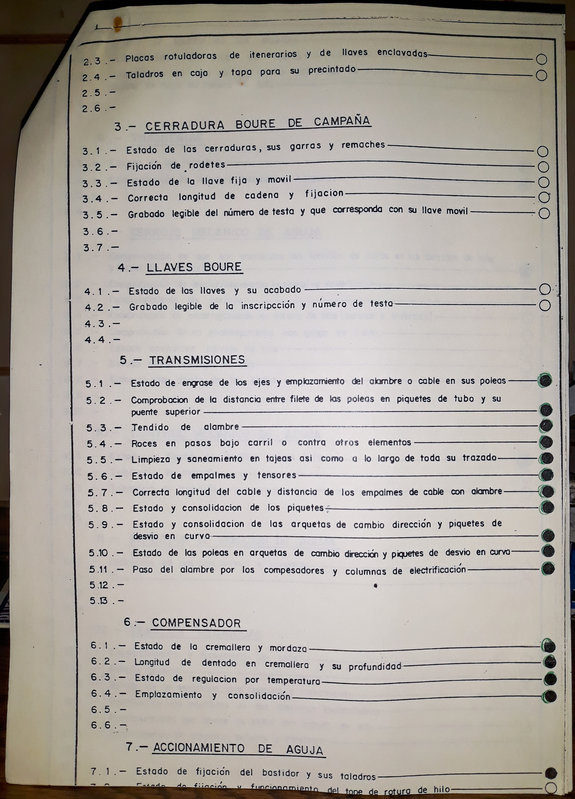 2.3.- Placas rotuladoras de itenerarios y de llaves enclavadas
2.4.- Taladros en caja y tapa para su precintado
2.5.-
2.6.-
3.- CERRADURA BOURE DE CAMPAÑA
3.1.- Estado de las cerraduras, sus garras y remaches
3.2.- Fijación de rodetes
3.3.- Estado de la llave fija y movil
3.4.- Correcta longitud de cadena y fijacion
3.5.- Grabado legible del número de testa y que corresponda con su llave movil
3.6.-
3.7.-
4.- LLAVES BOURE
4.1.- Estado de las llaves y su acabado
4.2.- Grabado legible de la inscripcción y número de testa
4.3.-
4.4.-
5.- TRANSMISIONES
5.1.- Estado de engrase de los ejes y emplazamiento del alambre o cable en sus poleas
5.2.- Comprobacion de la distancia entre filete de las poleas en piquetes de tubo y su
puente superior
5.3.- Tendido de alambre
5.4.- Roces en pasos bajo carril o contra otros elementos
5.5.- Limpieza y saneamiento en tajeas asi como a lo largo de toda su trazado
5.6.- Estado de empalmes y tensores
5.7.- Correcta longitud del cable y distancia de los empalmes de cable con alambre
5.8.- Estado y consolidacion de los piquetes
5.9.- Estado y consolidacion de las arquetas de cambio dirección y piquetes de
desvio en curva
5.10.- Estado de las poleas en arquetas de cambio dirección y piquetes de desvio en curva
5.11.- Paso del alambre por los compesadores y columnas de electrificación
5.12.-
5.13.-
6.- COMPENSADOR
6.1.- Estado de la cremallera y mordaza
6.2.- Longitud de dentado en cremallera y su profundidad
6.3.- Estado de regulacion por temperatura
6.4.- Emplazamiento y consolidación
6.5.-
6.6.-
7.- ACCIONAMIENTO DE AGUJA
7.1.- Estado de fijación del bastidor y sus taladros
Estado de fijación y funcionamiento del tope de rotura de hilo